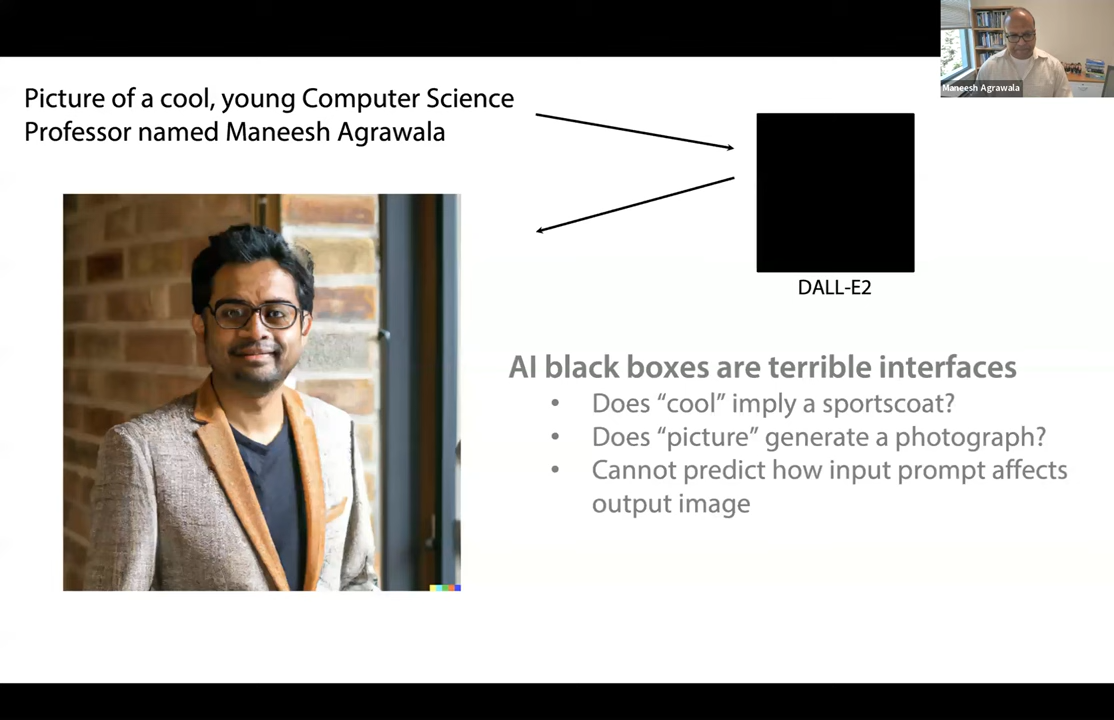 Maneesh Agrawala
Picture of a cool, young Computer Science
Professor named Maneesh Agrawala
DALL-E2
AI black boxes are terrible interfaces
• Does “cool” imply a sportscoat?
• Does “picture” generate a photograph?
• Cannot predict how input prompt affects
output image